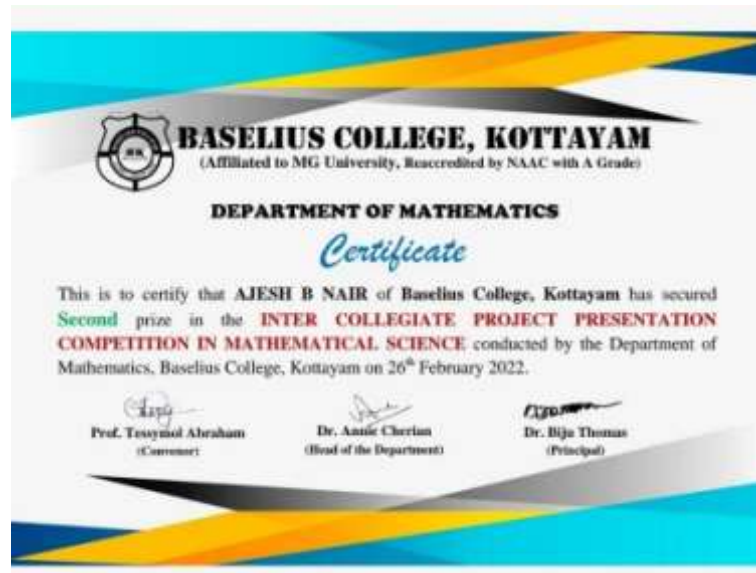 BASELIUS COLLEGE, KOTTAYAM
(Affiliated to MG University, Reaccredited by NAAC with A Grade)
DEPARTMENT OF MATHEMATICS
Certificate
This is to certify that AJESH B NAIR of Baselius College, Kottayam has secured
Second prize in the INTER COLLEGIATE PROJECT PRESENTATION
COMPETITION IN MATHEMATICAL SCIENCE conducted by the Department of
Mathematics, Baselius College, Kottayam on 26th February 2022.
Prof. Tessymol Abraham Dr. Annie Cherian Dr. Biju Thomas
(Convenor) (Head of the Department) (Principal)